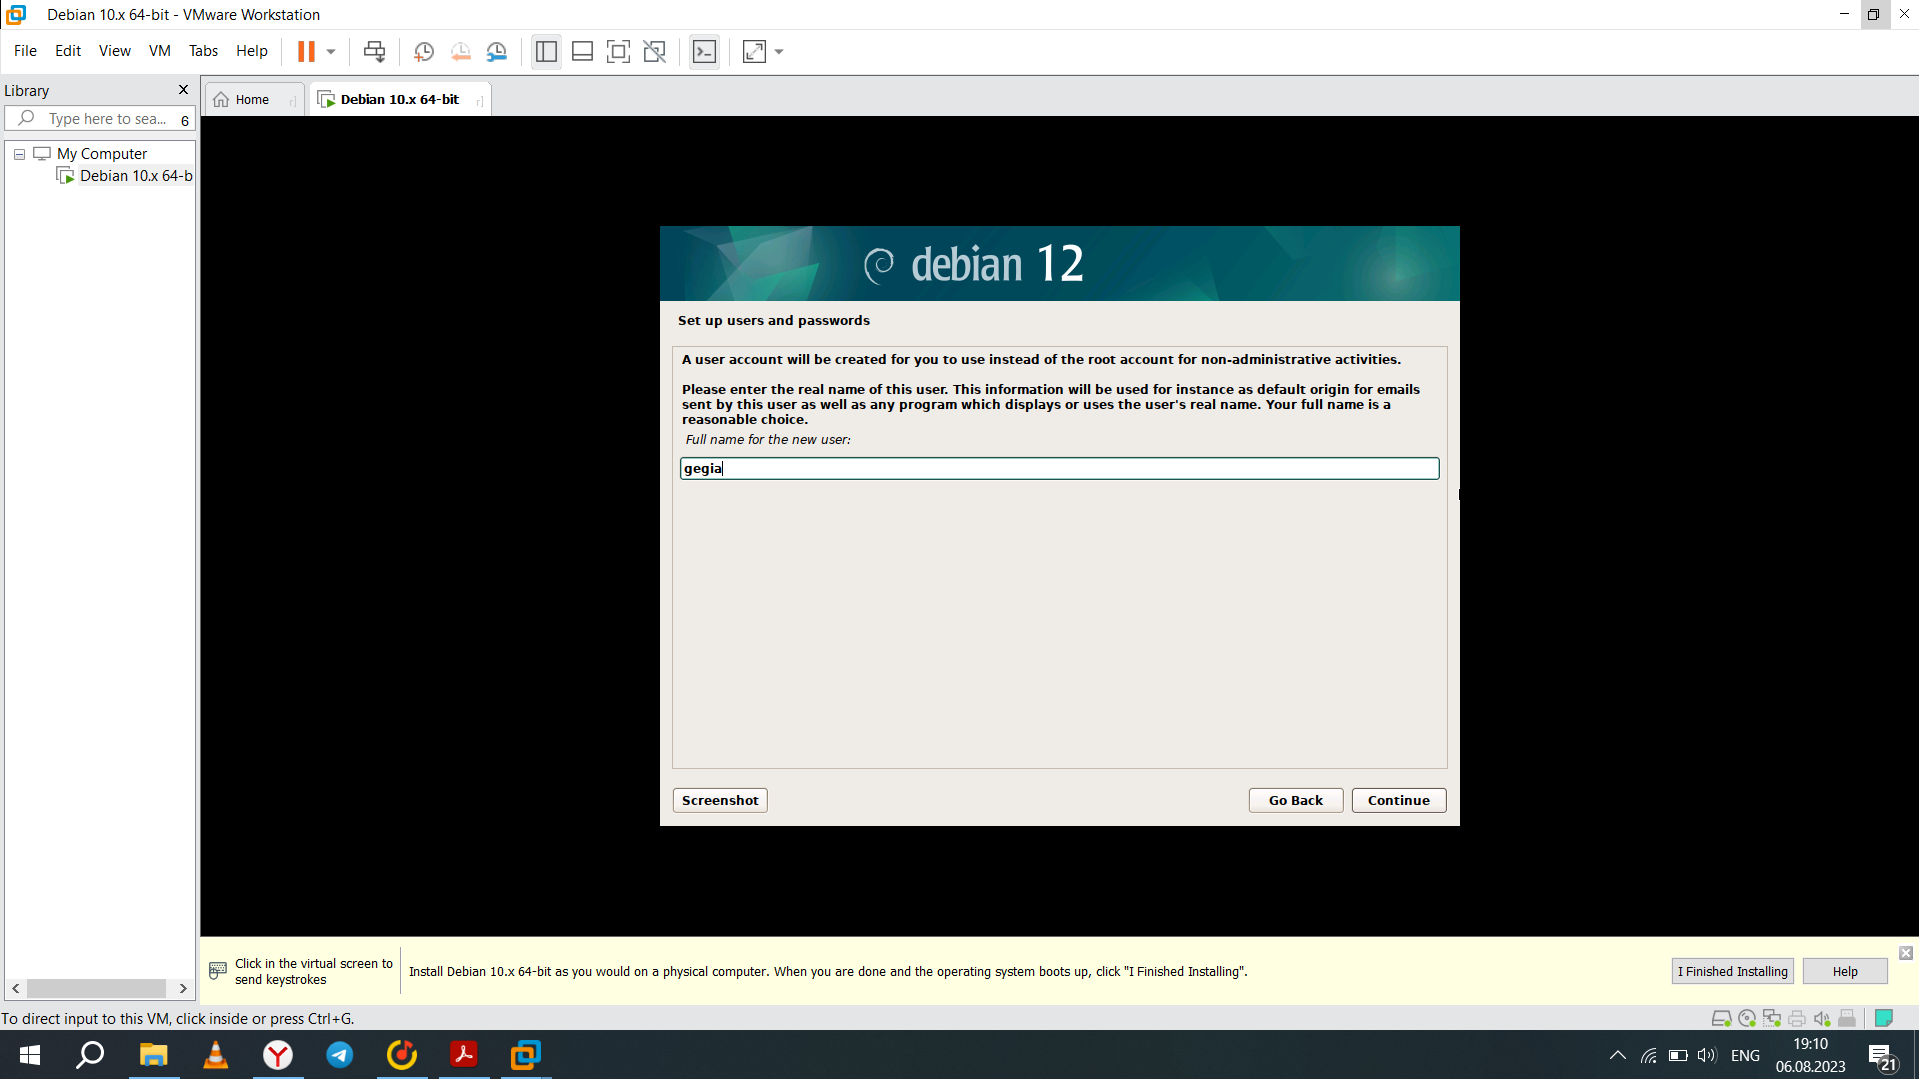 Debian 10.x 64-bit - VMware Workstation
File Edit View VM Tabs Help
Library
Type here to sea... 6
My Computer
Debian 10.x 64-b
Home
Debian 10.x 64-bit
debian 12
Set up users and passwords
A user account will be created for you to use instead of the root account for non-administrative activities.
Please enter the real name of this user. This information will be used for instance as default origin for emails
sent by this user as well as any program which displays or uses the user's real name. Your full name is a
reasonable choice.
Full name for the new user:
gegia
Screenshot
Go Back
Continue
Click in the virtual screen to
send keystrokes
Install Debian 10.x 64-bit as you would on a physical computer. When you are done and the operating system boots up, click "I Finished Installing".
I Finished Installing
Help
To direct input to this VM, click inside or press Ctrl+G.
ENG
19:10
06.08.2023
21